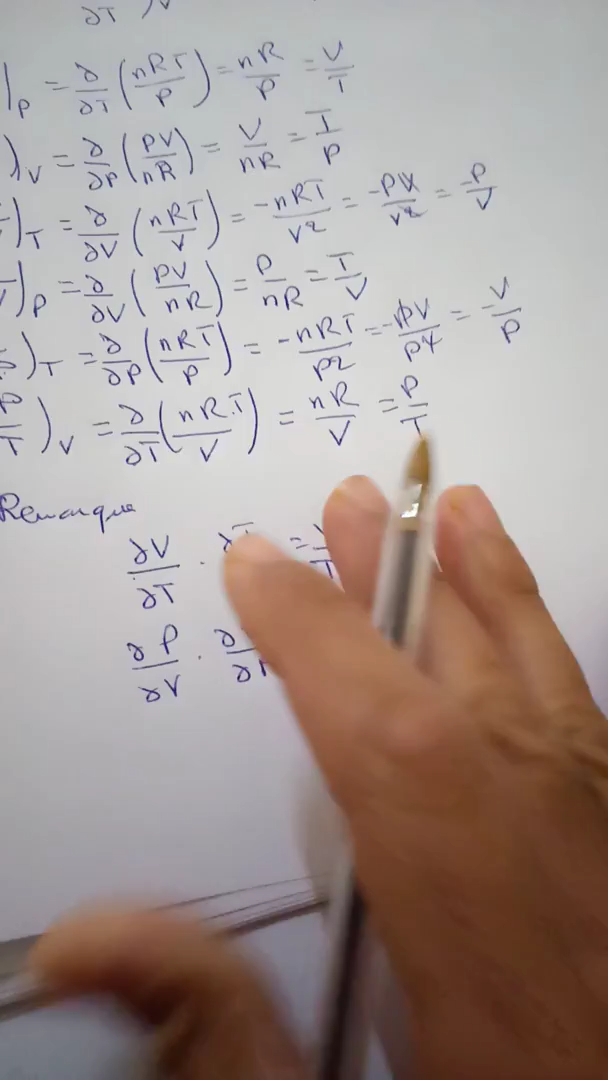 ∂T )V
)P = ∂/∂T (nRT/P) = nR/P = V/T
)V = ∂/∂P (PV/nR) = V/nR = T/P
)T = ∂/∂V (nRT/V) = -nRT/V² = -PV/V² = -P/V
)P = ∂/∂V (PV/nR) = P/nR = T/V
)T = ∂/∂P (nRT/P) = -nRT/P² = -PV/P² = -V/P
)V = ∂/∂T (nRT/V) = nR/V = P/T
Remarque
∂V/∂T · ∂T =
∂P/∂V · ∂